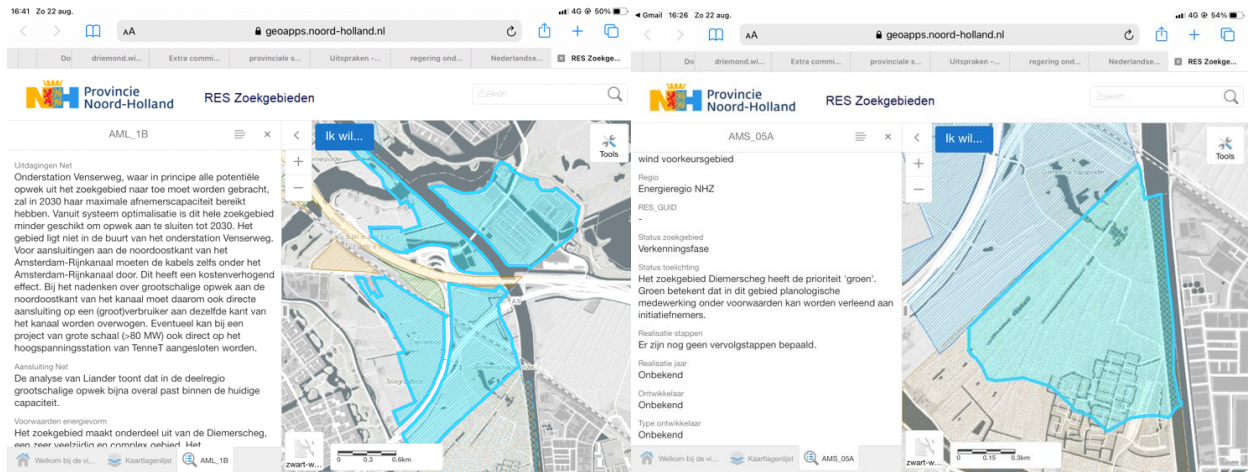 16:41 Zo 22 aug.
4G 50%
AA
geoapps.noord-holland.nl
Do
driemond.wi...
Extra commi...
provinciale s...
Uitspraken -...
regering ond...
Nederlandse...
RES Zoekge...
NH
Provincie
Noord-Holland
RES Zoekgebieden
Zoeken...
AML_1B
Uitdagingen Net
Onderstation Venserweg, waar in principe alle potentiële
opwek uit het zoekgebied naar toe moet worden gebracht,
zal in 2030 haar maximale afnemerscapaciteit bereikt
hebben. Vanuit systeem optimalisatie is dit hele zoekgebied
minder geschikt om opwek aan te sluiten tot 2030. Het
gebied ligt niet in de buurt van het onderstation Venserweg.
Voor aansluitingen aan de noordoostkant van het
Amsterdam-Rijnkanaal moeten de kabels zelfs onder het
Amsterdam-Rijnkanaal door. Dit heeft een kostenverhogend
effect. Bij het nadenken over grootschalige opwek aan de
noordoostkant van het kanaal moet daarom ook directe
aansluiting op een (groot)verbruiker aan dezelfde kant van
het kanaal worden overwogen. Eventueel kan bij een
project van grote schaal (>80 MW) ook direct op het
hoogspanningsstation van TenneT aangesloten worden.
Aansluiting Net
De analyse van Liander toont dat in de deelregio
grootschalige opwek bijna overal past binnen de huidige
capaciteit.
Voorwaarden energievorm
Het zoekgebied maakt onderdeel uit van de Diemerscheg,
een zeer veelzijdig en complex gebied. Het
Welkom bij de vi...
Kaartlagenlijst
AML_1B
Ik wil...
Tools
zwart-w...
0 0.3 0.6km
Gmail 16:26 Zo 22 aug.
4G 54%
AA
geoapps.noord-holland.nl
Do
driemond.wi...
Extra commi...
provinciale s...
Uitspraken -...
regering ond...
Nederlandse...
RES Zoekge...
NH
Provincie
Noord-Holland
RES Zoekgebieden
Zoeken...
AMS_05A
wind voorkeursgebied
Regio
Energieregio NHZ
RES_GUID
-
Status zoekgebied
Verkenningsfase
Status toelichting
Het zoekgebied Diemerscheg heeft de prioriteit 'groen'.
Groen betekent dat in dit gebied planologische
medewerking onder voorwaarden kan worden verleend aan
initiatiefnemers.
Realisatie stappen
Er zijn nog geen vervolgstappen bepaald.
Realisatie jaar
Onbekend
Ontwikkelaar
Onbekend
Type ontwikkelaar
Onbekend
Welkom bij de vi...
Kaartlagenlijst
AMS_05A
Ik wil...
Tools
zwart-w...
0 0.15 0.3km